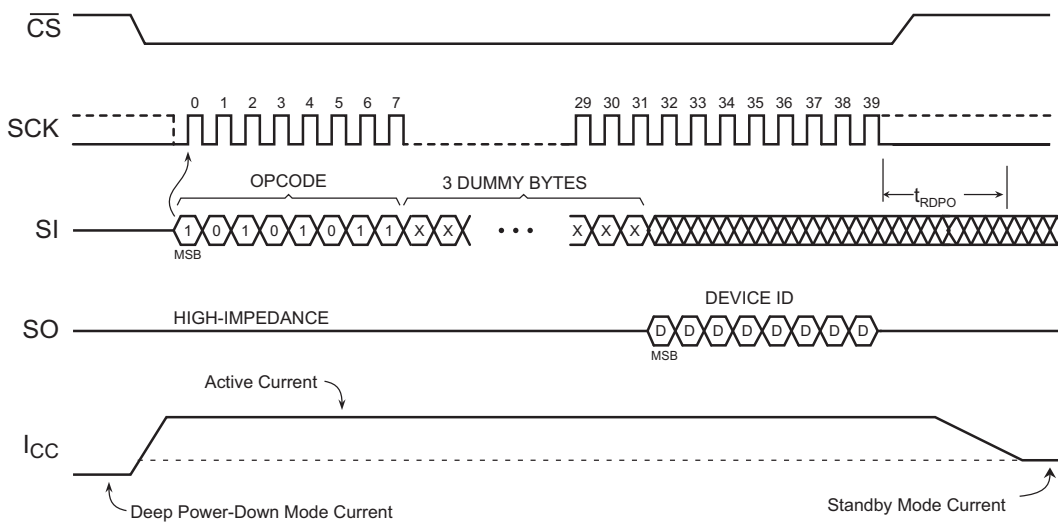 CS
0 1 2 3 4 5 6 7 29 30 31 32 33 34 35 36 37 38 39
SCK
OPCODE 3 DUMMY BYTES tRDPO
SI 1 0 1 0 1 0 1 1 X X • • • X X X
MSB
DEVICE ID
HIGH-IMPEDANCE
SO D D D D D D D D
MSB
Active Current
ICC
Deep Power-Down Mode Current Standby Mode Current